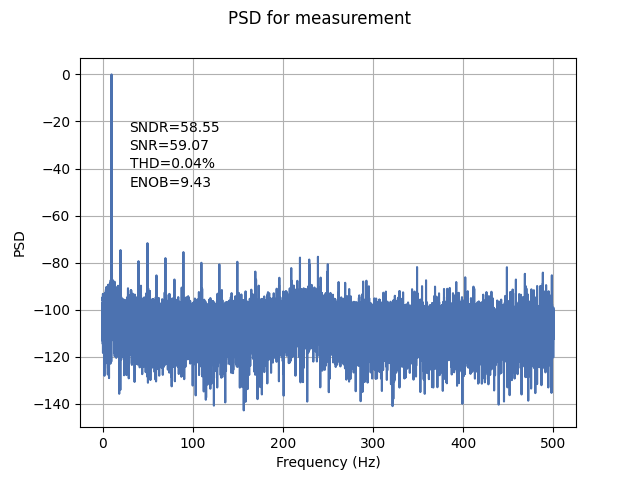 PSD for measurement
0
−20
−40
−60
−80
−100
−120
−140
PSD
SNDR=58.55
SNR=59.07
THD=0.04%
ENOB=9.43
0 100 200 300 400 500
Frequency (Hz)